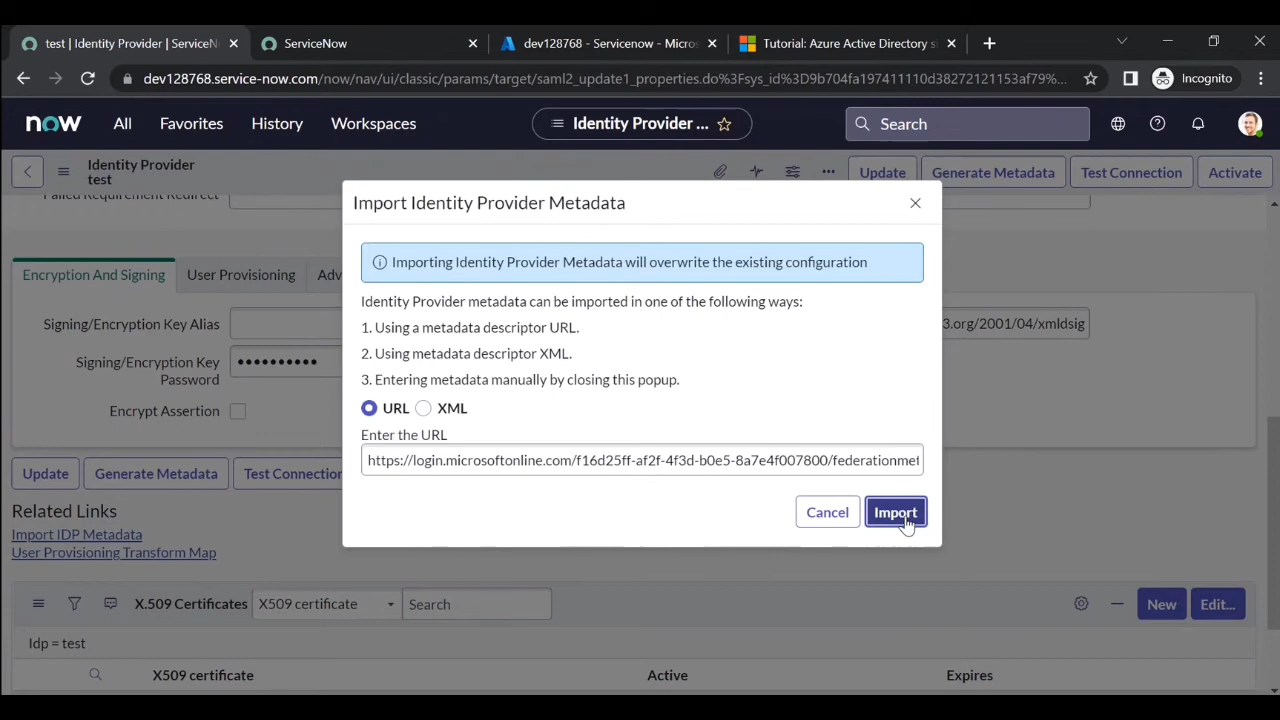 test | Identity Provider | ServiceN
ServiceNow
dev128768 - Servicenow - Micros
Tutorial: Azure Active Directory si
dev128768.service-now.com/now/nav/ui/classic/params/target/saml2_update1_properties.do%3Fsys_id%3D9b704fa197411110d38272121153af79%...
Incognito
now
All
Favorites
History
Workspaces
Identity Provider ...
Search
Identity Provider
test
Update
Generate Metadata
Test Connection
Activate
Failed Requirement Redirect
Import Identity Provider Metadata
Importing Identity Provider Metadata will overwrite the existing configuration
Identity Provider metadata can be imported in one of the following ways:
1. Using a metadata descriptor URL.
2. Using metadata descriptor XML.
3. Entering metadata manually by closing this popup.
URL
XML
Enter the URL
https://login.microsoftonline.com/f16d25ff-af2f-4f3d-b0e5-8a7e4f007800/federationmet
Cancel
Import
Encryption And Signing
User Provisioning
Adv
Signing/Encryption Key Alias
3.org/2001/04/xmldsig
Signing/Encryption Key
Password
Encrypt Assertion
Update
Generate Metadata
Test Connection
Related Links
Import IDP Metadata
User Provisioning Transform Map
X.509 Certificates
X509 certificate
Search
New
Edit...
Idp = test
X509 certificate
Active
Expires